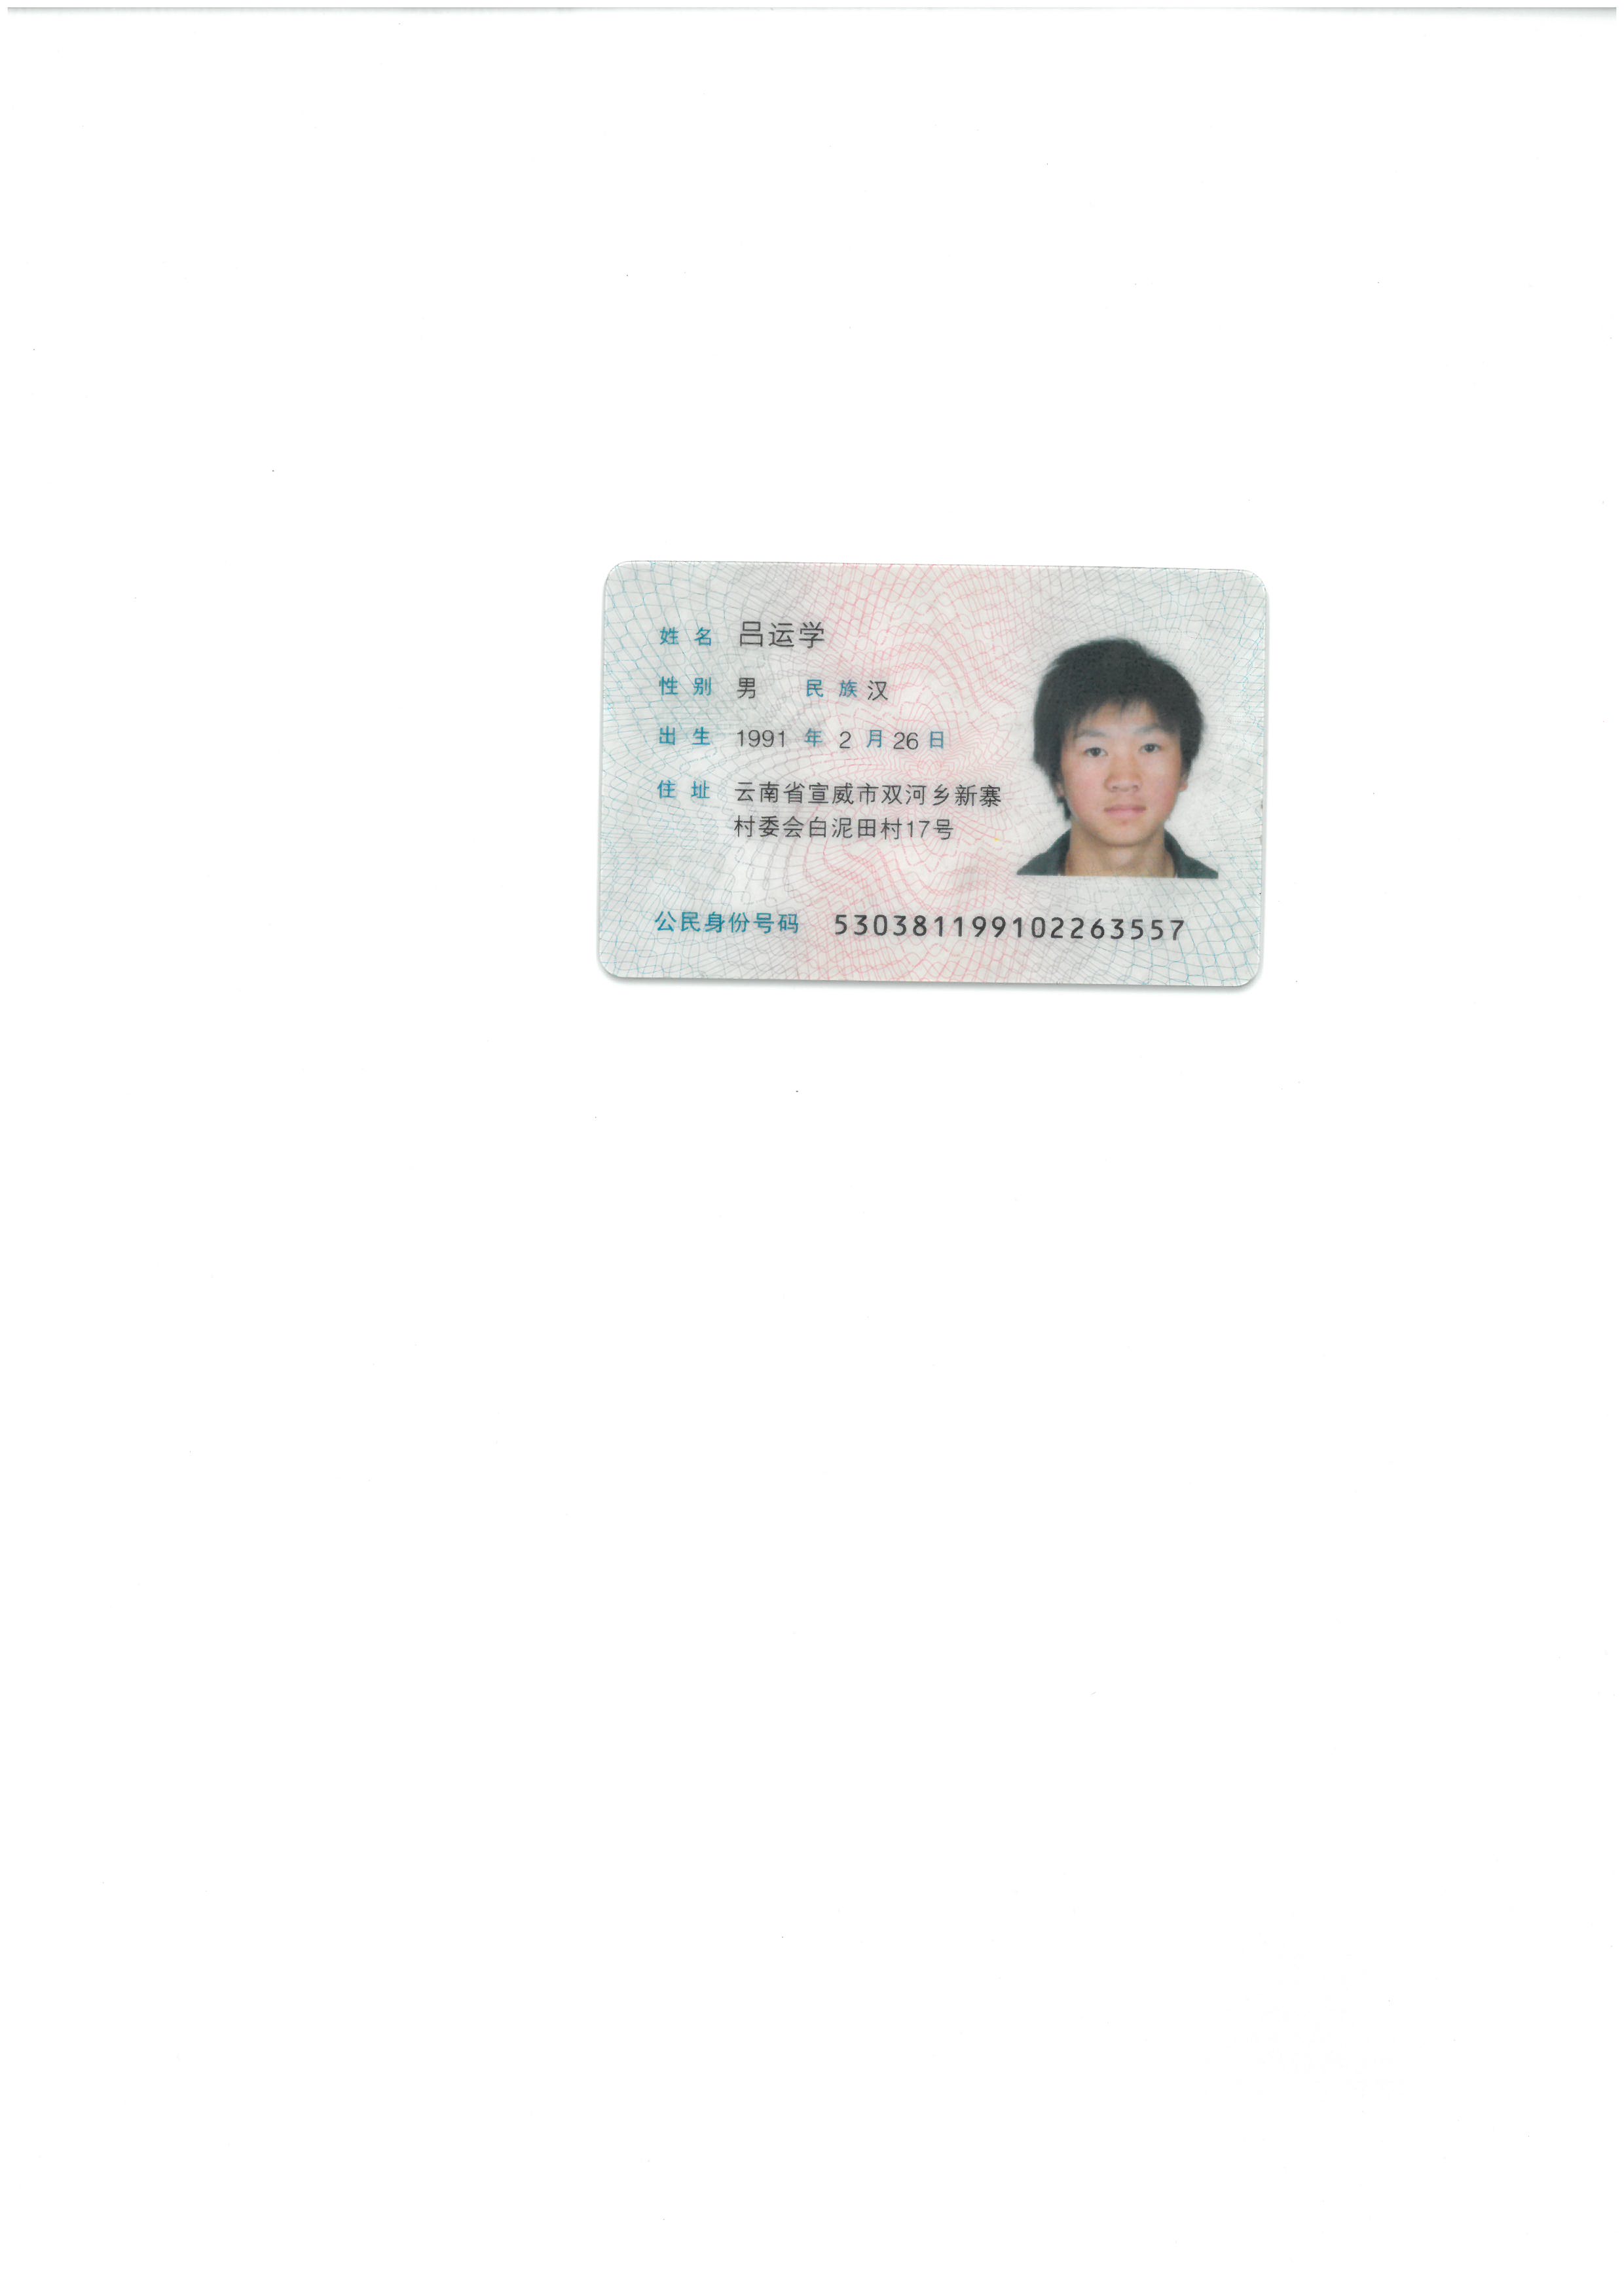 姓名 吕运学
性别 男 民族 汉
出生 1991 年 2 月 26 日
住址 云南省宣威市双河乡新寨
村委会白泥田村17号
公民身份号码 530381199102263557